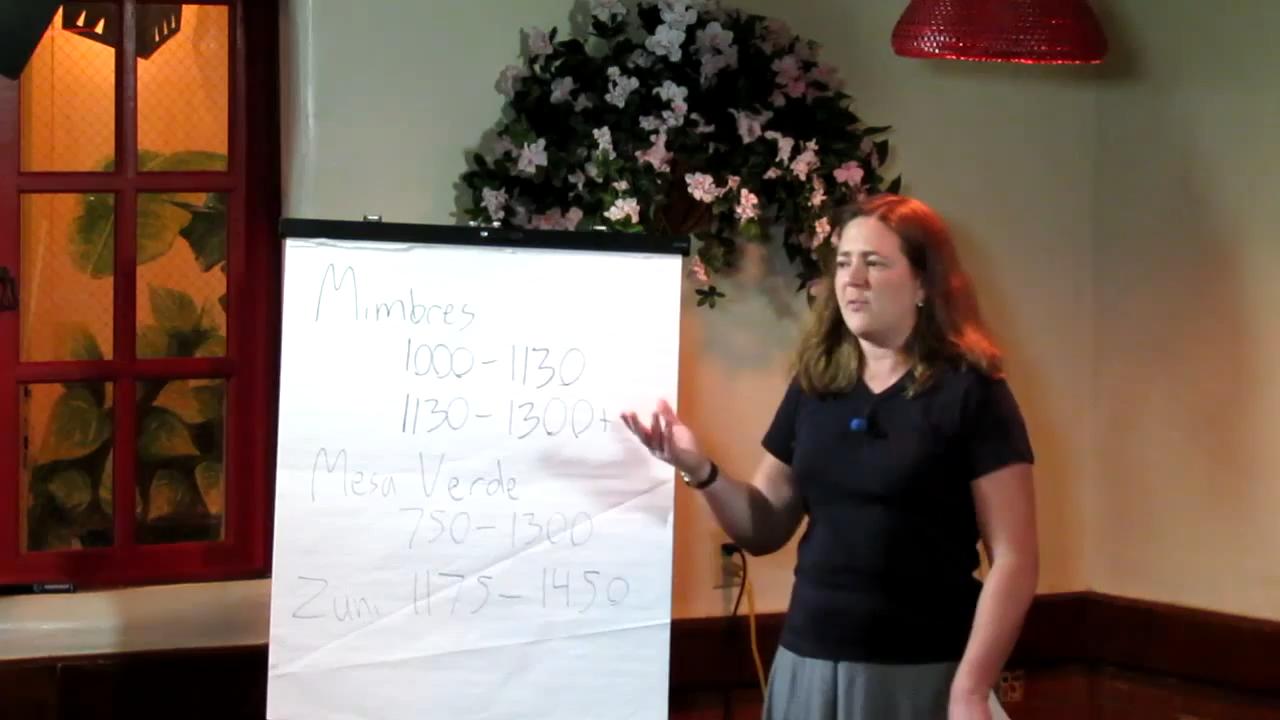 Mimbres
1000-1130
1130-1300+
Mesa Verde
750-1300
Zuni 1175-1450